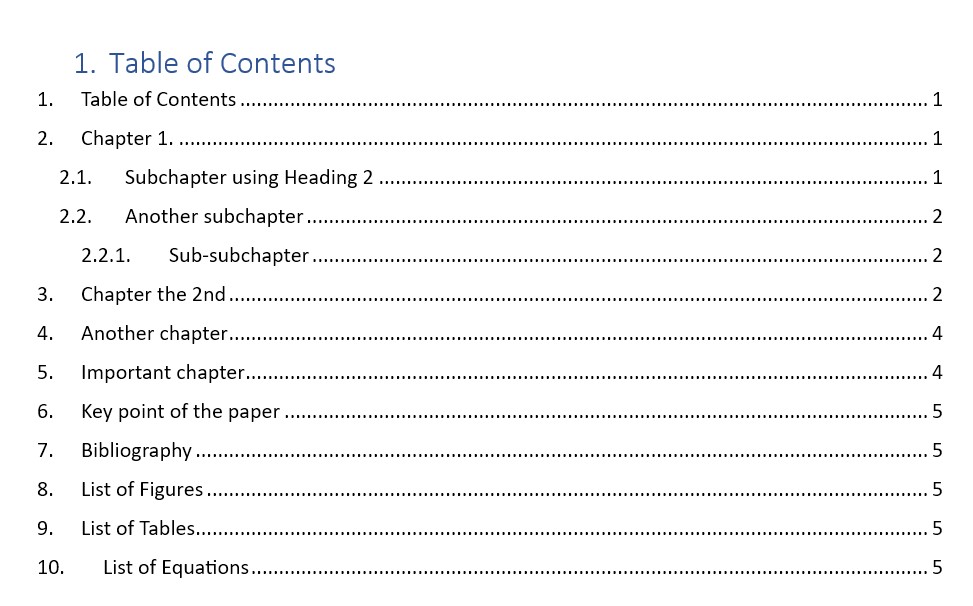 1. Table of Contents
1. Table of Contents ........ 1
2. Chapter 1. ........ 1
2.1. Subchapter using Heading 2 ........ 1
2.2. Another subchapter ........ 2
2.2.1. Sub-subchapter ........ 2
3. Chapter the 2nd ........ 2
4. Another chapter ........ 4
5. Important chapter ........ 4
6. Key point of the paper ........ 5
7. Bibliography ........ 5
8. List of Figures ........ 5
9. List of Tables ........ 5
10. List of Equations ........ 5